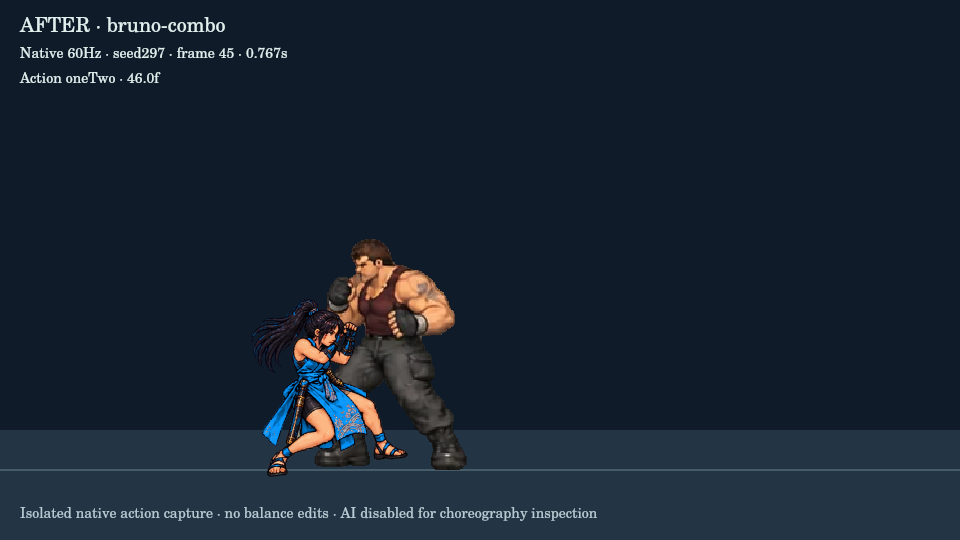 AFTER · bruno-combo
Native 60Hz · seed297 · frame 45 · 0.767s
Action oneTwo · 46.0f
Isolated native action capture · no balance edits · AI disabled for choreography inspection